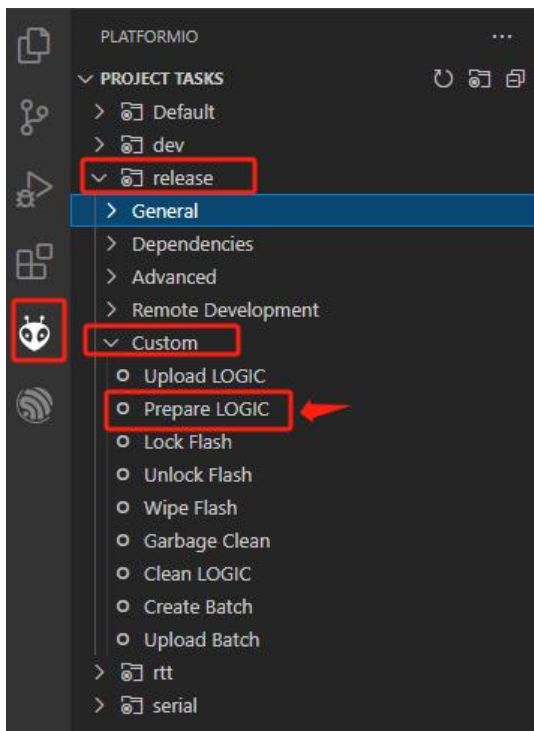 PLATFORMIO
PROJECT TASKS
Default
dev
release
General
Dependencies
Advanced
Remote Development
Custom
Upload LOGIC
Prepare LOGIC
Lock Flash
Unlock Flash
Wipe Flash
Garbage Clean
Clean LOGIC
Create Batch
Upload Batch
rtt
serial